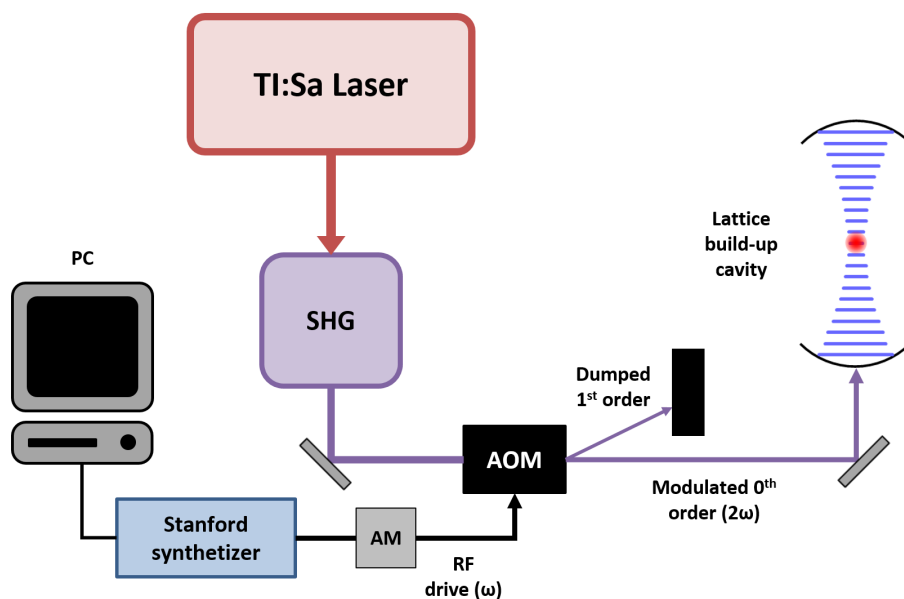 TI:Sa Laser
Lattice
build-up
cavity
PC
SHG
Dumped
1st order
AOM
Modulated 0th
order (2ω)
Stanford
synthetizer
AM
RF
drive (ω)